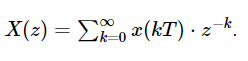 X(z) = ∑_{k=0}^{∞} x(kT) · z^{-k}.